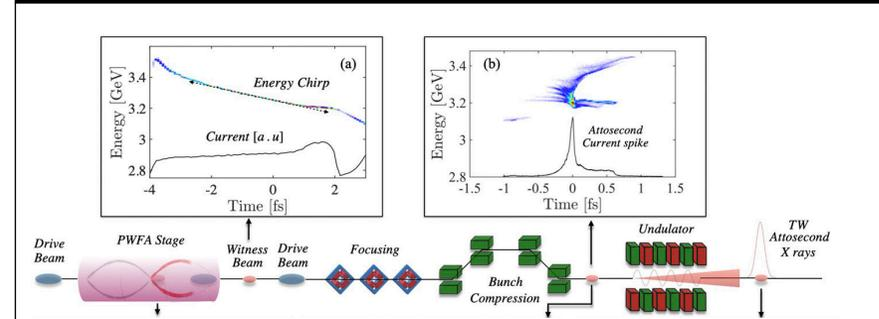 (a)
Energy Chirp
Current [a.u]
Energy [GeV]
3.4
3.2
3
2.8
-4
-2
0
2
Time [fs]
(b)
Attosecond
Current spike
Energy [GeV]
3.4
3.2
3
2.8
-1.5
-1
-0.5
0
0.5
1
1.5
Time [fs]
Drive
Beam
PWFA Stage
Witness
Beam
Drive
Beam
Focusing
Bunch
Compression
Undulator
TW
Attosecond
X rays